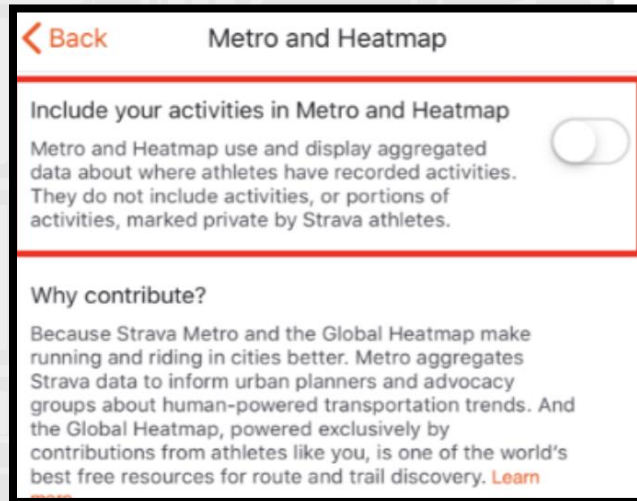 Back
Metro and Heatmap
Include your activities in Metro and Heatmap
Metro and Heatmap use and display aggregated
data about where athletes have recorded activities.
They do not include activities, or portions of
activities, marked private by Strava athletes.
Why contribute?
Because Strava Metro and the Global Heatmap make
running and riding in cities better. Metro aggregates
Strava data to inform urban planners and advocacy
groups about human-powered transportation trends. And
the Global Heatmap, powered exclusively by
contributions from athletes like you, is one of the world's
best free resources for route and trail discovery. Learn